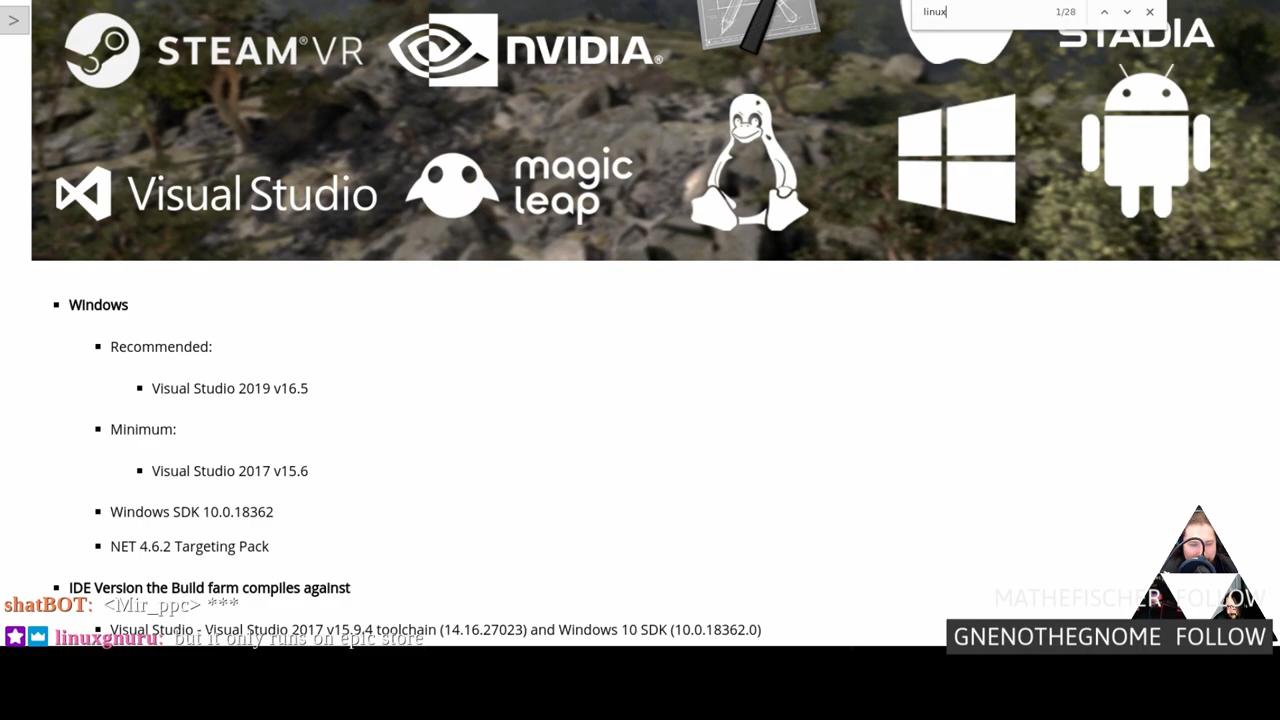 linux
1/28
>
STEAM®VR
NVIDIA®
STADIA
Visual Studio
magic
leap
WIndows
Recommended:
Visual Studio 2019 v16.5
Minimum:
Visual Studio 2017 v15.6
Windows SDK 10.0.18362
NET 4.6.2 Targeting Pack
IDE Version the Build farm compiles against
shatBOT: <Mir_ppc> ***
Visual Studio - Visual Studio 2017 v15.9.4 toolchain (14.16.27023) and Windows 10 SDK (10.0.18362.0)
linuxgnuru: but it only runs on epic store
MATHEFISCHER FOLLOW
GNENOTHEGNOME FOLLOW